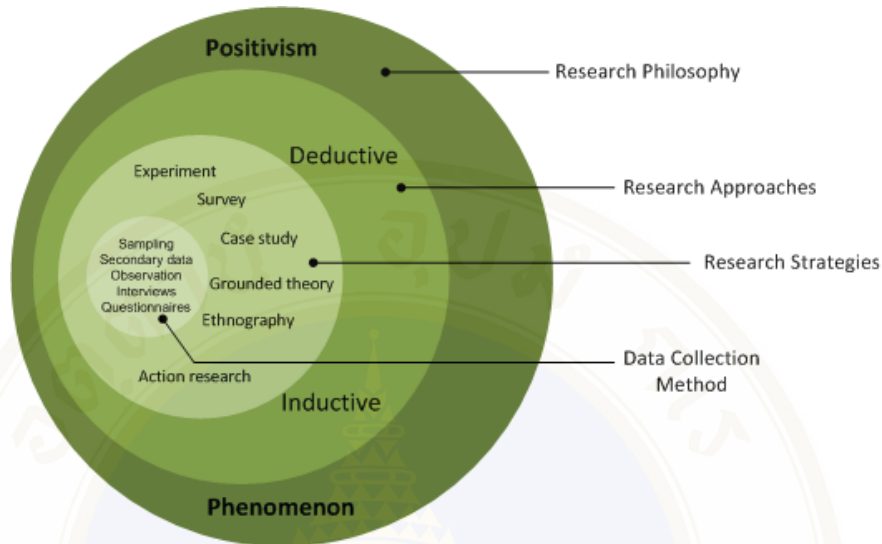 Positivism
Research Philosophy
Deductive
Research Approaches
Experiment
Survey
Case study
Research Strategies
Grounded theory
Ethnography
Action research
Sampling
Secondary data
Observation
Interviews
Questionnaires
Data Collection
Method
Inductive
Phenomenon